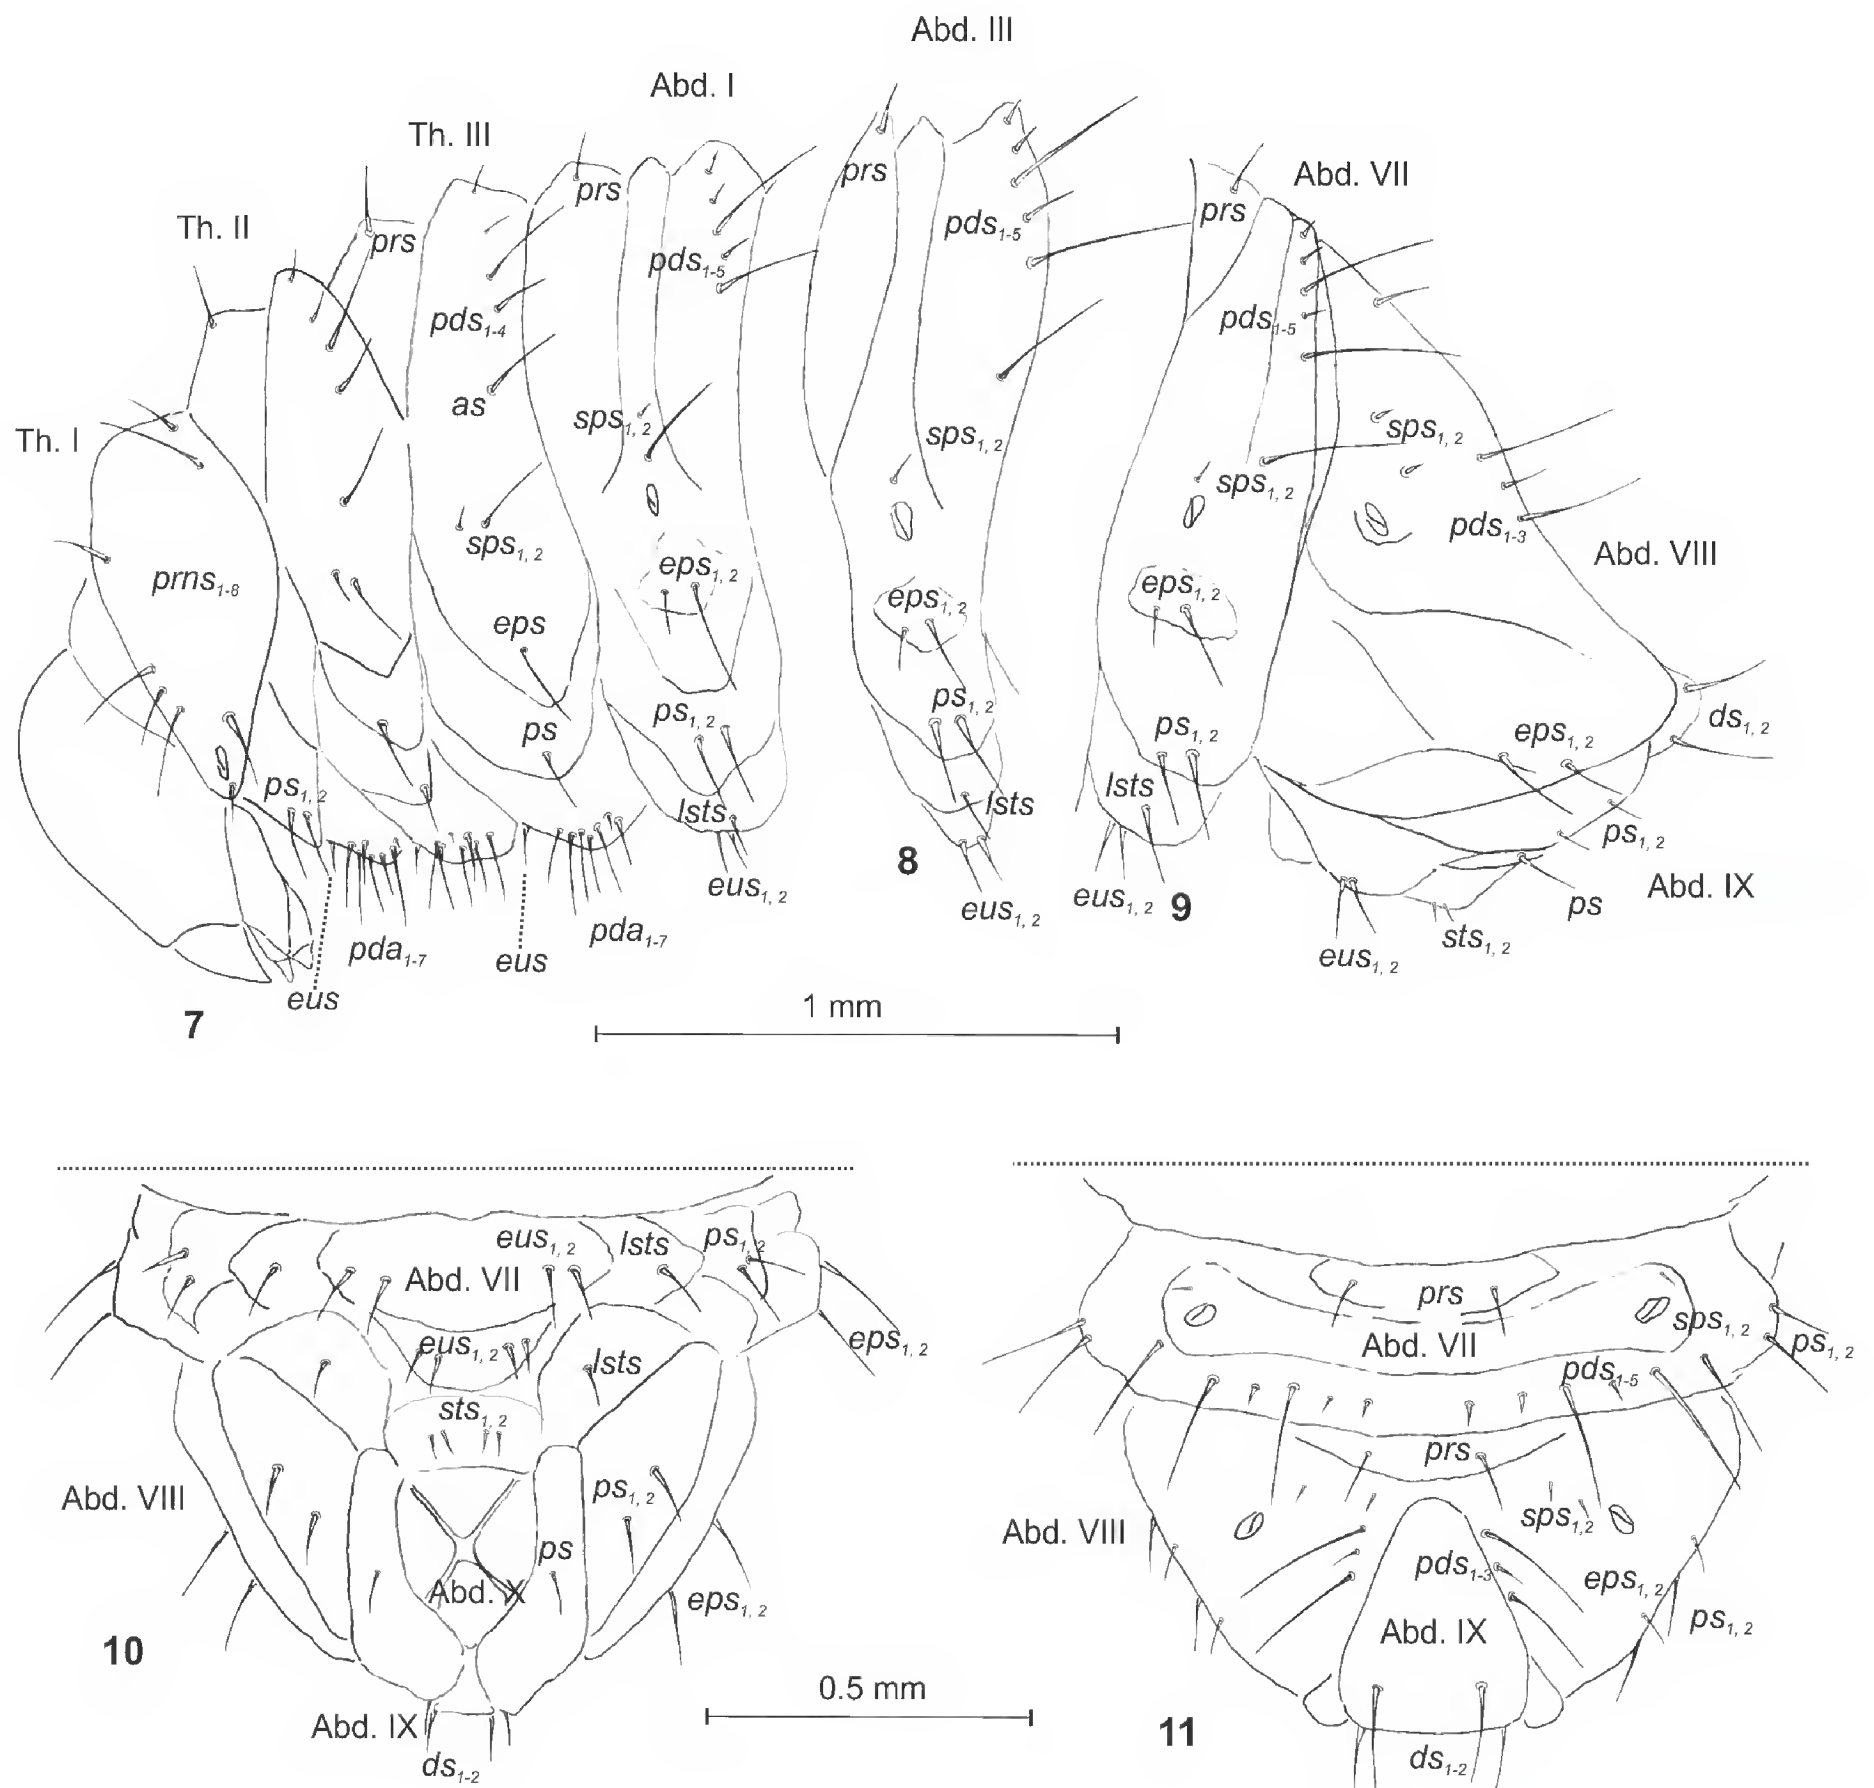 Abd. III
Abd. I
Th. III
prs
Abd. VII
prs
prs
Th. II
prs
pds1-5
pds1-5
pds1-4
pds1-5
as
sps1, 2
sps1, 2
sps1, 2
Th. I
sps1, 2
pds1-3
sps1, 2
Abd. VIII
prns1-8
eps1, 2
eps1, 2
eps1, 2
eps
ps1, 2
ps1, 2
ps
ps1, 2
eps1, 2
ds1, 2
ps1, 2
lsts
lsts
lsts
ps1, 2
8
eus1, 2
eus1, 2
eus1, 2
9
Abd. IX
ps
pda1-7
pda1-7
eus
sts1, 2
eus1, 2
eus
7
1 mm
eus1, 2
lsts
ps1, 2
Abd. VII
eus1, 2
lsts
eps1, 2
sts1, 2
Abd. VIII
ps1, 2
ps
Abd. X
eps1, 2
10
Abd. IX
ds1-2
0.5 mm
prs
sps1, 2
Abd. VII
ps1, 2
pds1-5
prs
Abd. VIII
sps1,2
pds1-3
eps1,2
ps1, 2
Abd. IX
11
ds1-2